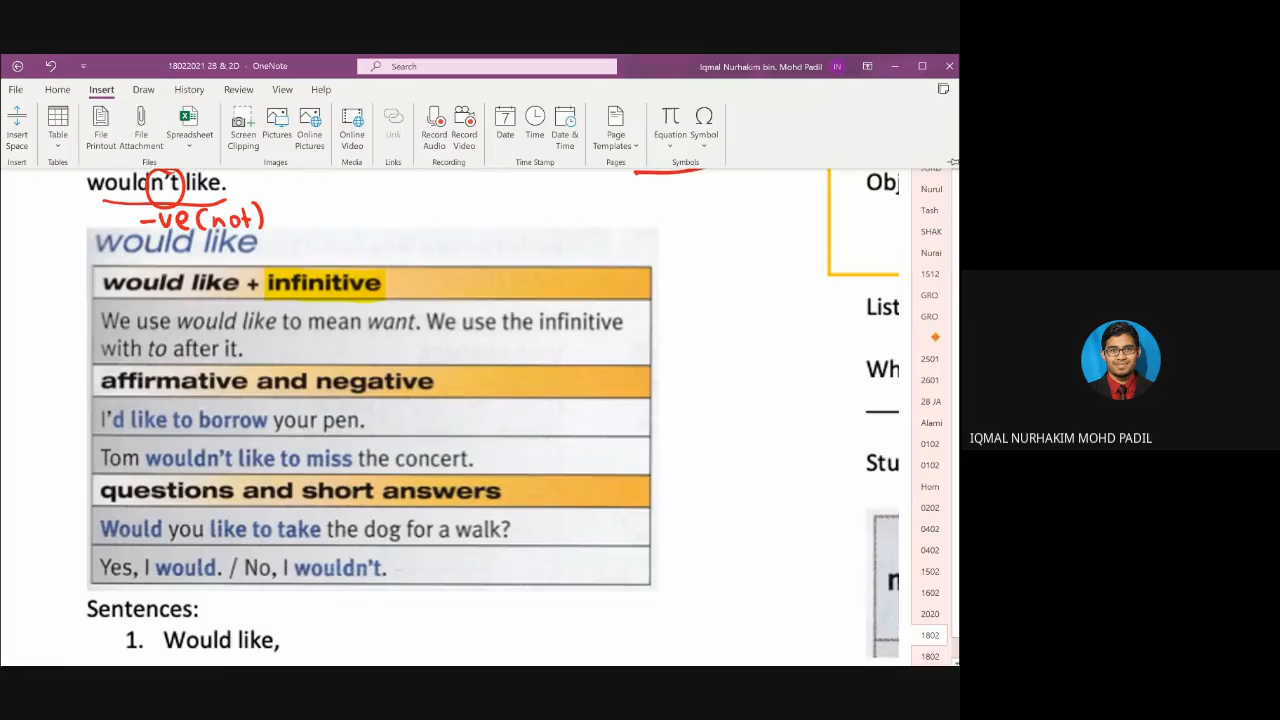 18022021 2B & 2D - OneNote
Search
Iqmal Nurhakim bin. Mohd Padil
IN
File Home Insert Draw History Review View Help
Insert Space
Table
File Printout
File Attachment
Spreadsheet
Screen Clipping
Pictures
Online Pictures
Online Video
Link
Record Audio
Record Video
Date
Time
Date & Time
Page Templates
Equation
Symbol
Insert Tables Files Images Media Links Recording Time Stamp Pages Symbols
wouldn't like.
-ve (not)
would like
would like + infinitive
We use would like to mean want. We use the infinitive
with to after it.
affirmative and negative
I'd like to borrow your pen.
Tom wouldn't like to miss the concert.
questions and short answers
Would you like to take the dog for a walk?
Yes, I would. / No, I wouldn't.
Sentences:
1. Would like,
Obj
List
Wh
Stu
Nurul
Tash
SHAK
Nurai
1512
GRO
GRO
2501
2601
28 JA
Alami
0102
0102
Hom
0202
0402
0402
1502
1602
2020
1802
1802
IQMAL NURHAKIM MOHD PADIL